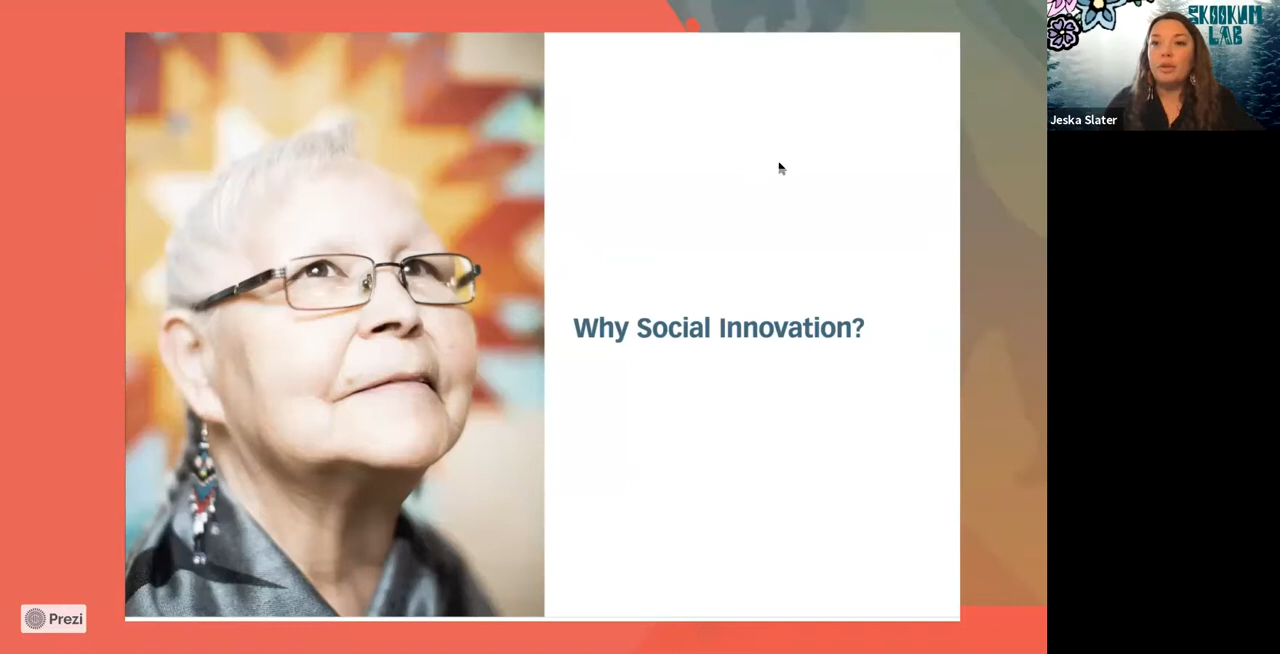 Why Social Innovation?
SKOOKUM
LAB
Jeska Slater
Prezi